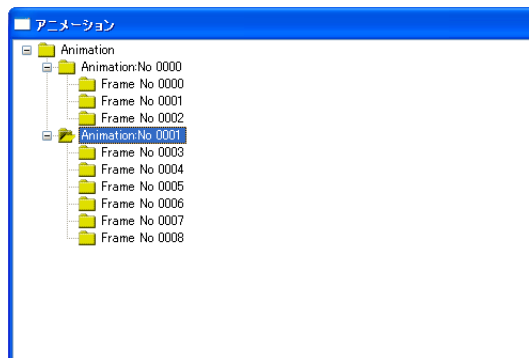 アニメーション
Animation
Animation:No 0000
Frame No 0000
Frame No 0001
Frame No 0002
Animation:No 0001
Frame No 0003
Frame No 0004
Frame No 0005
Frame No 0006
Frame No 0007
Frame No 0008